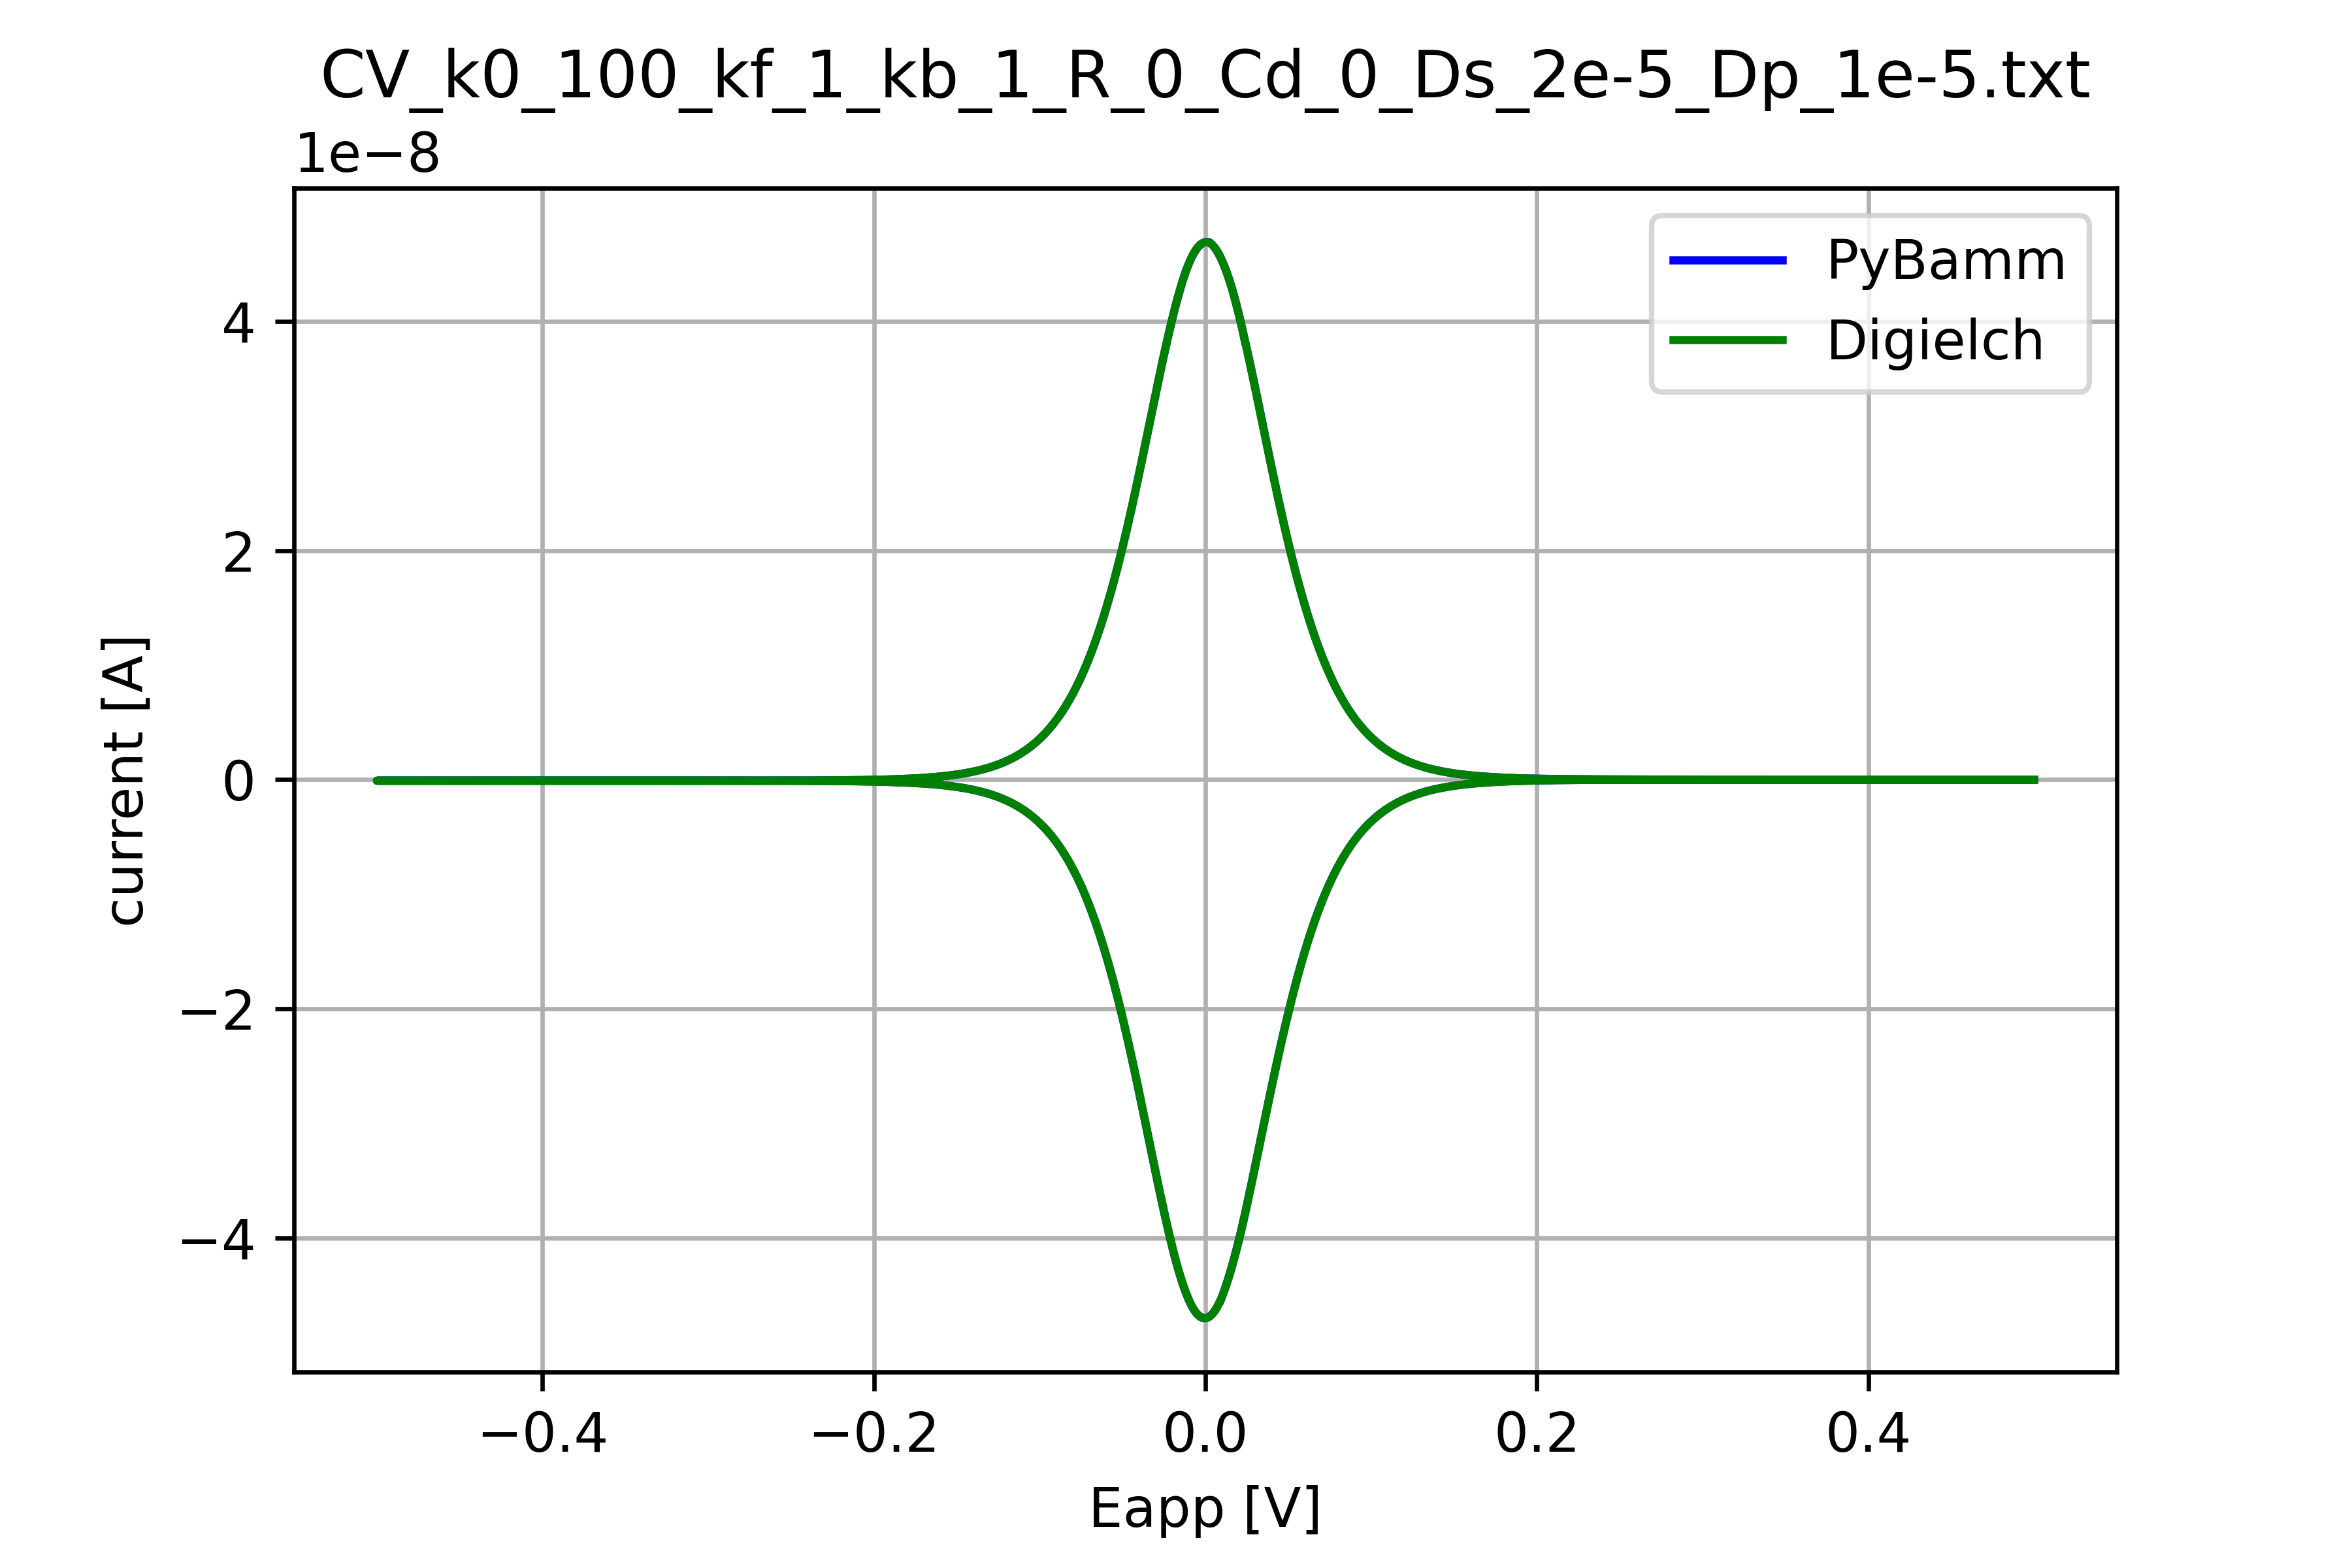 CV_k0_100_kf_1_kb_1_R_0_Cd_0_Ds_2e-5_Dp_1e-5.txt
1e−8
PyBamm
Digielch
4
2
0
−2
−4
current [A]
−0.4 −0.2 0.0 0.2 0.4
Eapp [V]